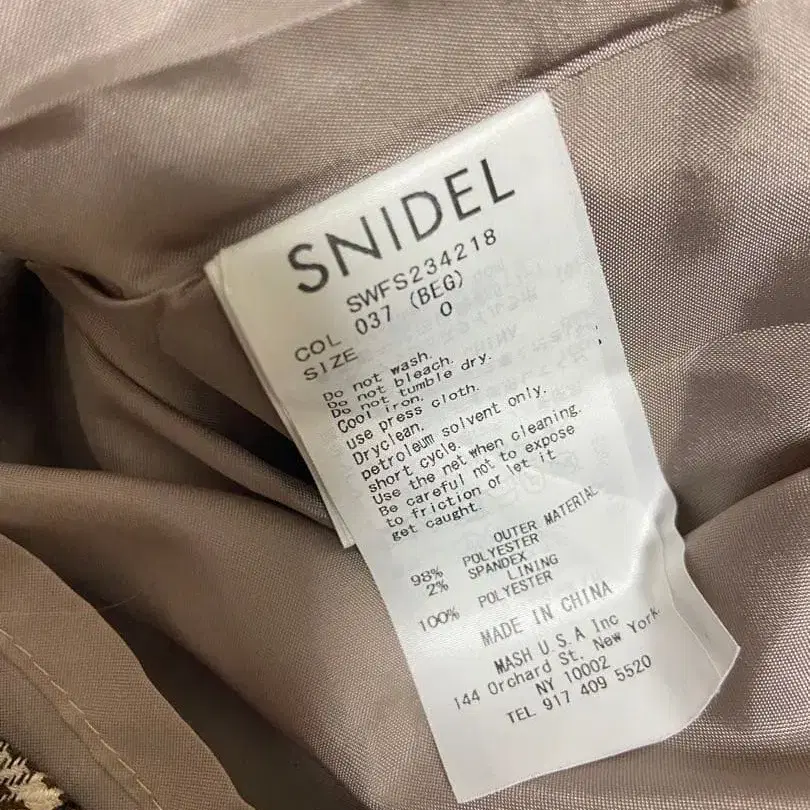 SNIDEL
SWFS234218
COL 037 (BEG)
SIZE 0
Do not wash.
Do not bleach.
Do not tumble dry.
Cool iron.
use press cloth.
Dryclean.
petroleum solvent only.
short cycle.
Use the net when cleaning.
Be careful not to expose
to friction or let it
get caught.
OUTER MATERIAL
98% POLYESTER
2% SPANDEX
LINING
100% POLYESTER
MADE IN CHINA
MASH U.S.A Inc
144 Orchard St. New York.
NY 10002
TEL 917 409 5520